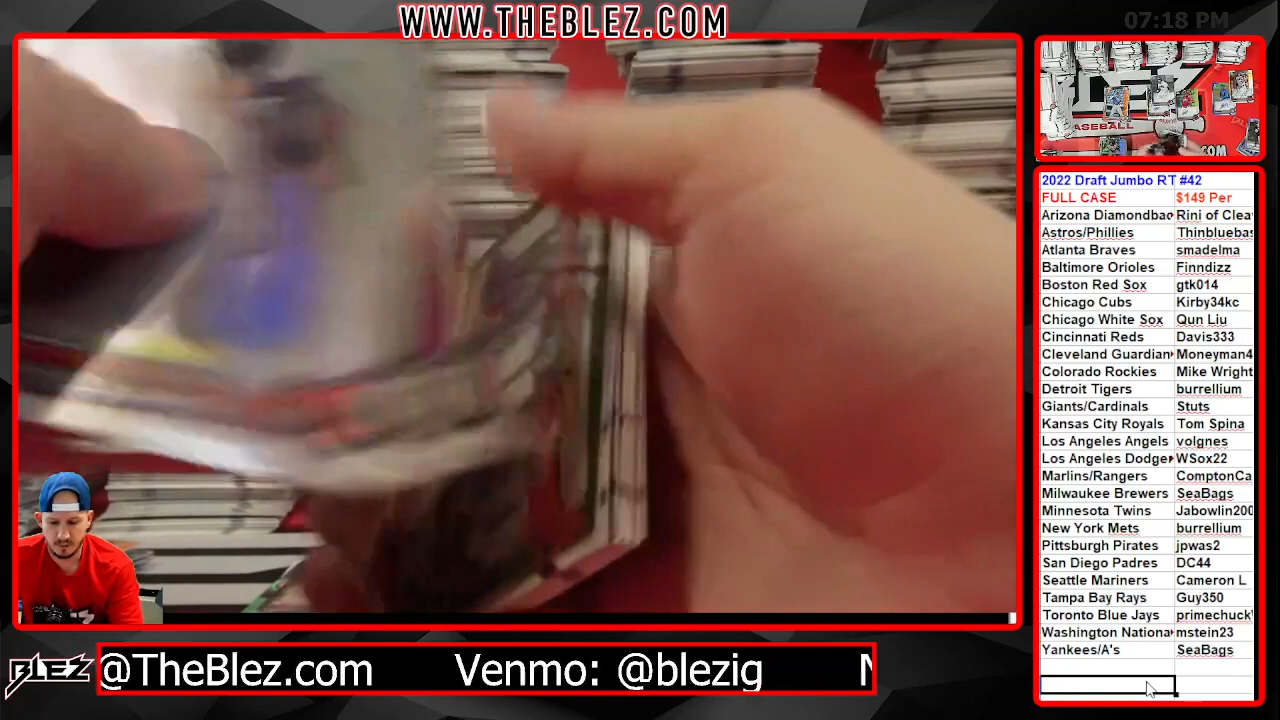 WWW.THEBLEZ.COM
07:18 PM
BLEZ
ASEBALL
.COM
2022 Draft Jumbo RT #42
FULL CASE $149 Per
Arizona Diamondbac Rini of Clea
Astros/Phillies Thinbluebas
Atlanta Braves smadelma
Baltimore Orioles Finndizz
Boston Red Sox gtk014
Chicago Cubs Kirby34kc
Chicago White Sox Qun Liu
Cincinnati Reds Davis333
Cleveland Guardian Moneyman4
Colorado Rockies Mike Wright
Detroit Tigers burrellium
Giants/Cardinals Stuts
Kansas City Royals Tom Spina
Los Angeles Angels volgnes
Los Angeles Dodger WSox22
Marlins/Rangers ComptonCa
Milwaukee Brewers SeaBags
Minnesota Twins Jabowlin200
New York Mets burrellium
Pittsburgh Pirates jpwas2
San Diego Padres DC44
Seattle Mariners Cameron L
Tampa Bay Rays Guy350
Toronto Blue Jays primechuck
Washington Nationa mstein23
Yankees/A's SeaBags
BLEZ @TheBlez.com Venmo: @blezig